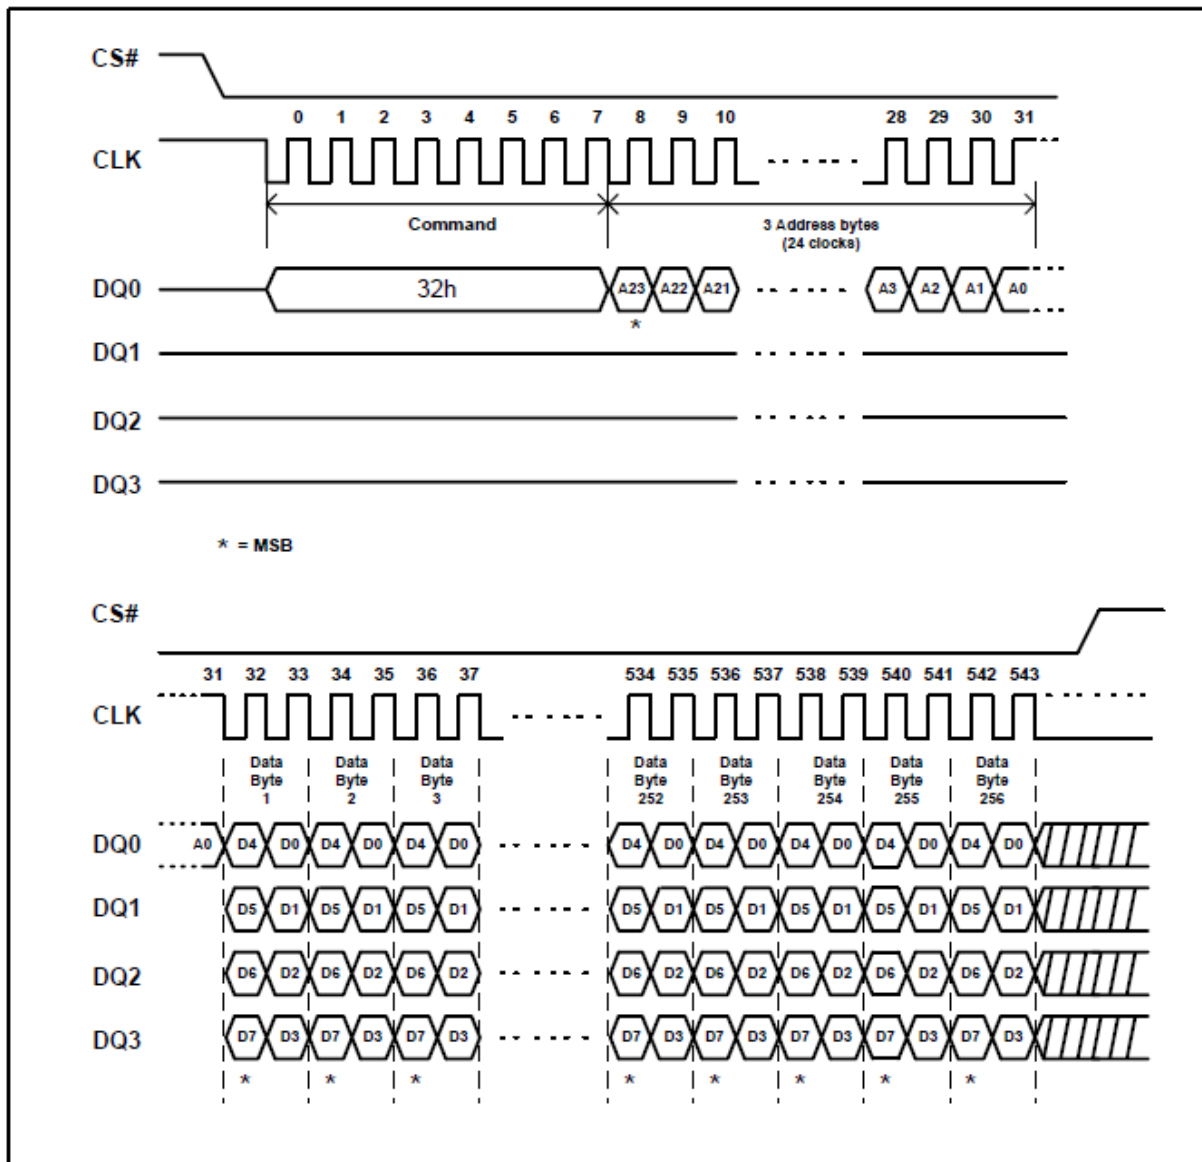 CS#
0 1 2 3 4 5 6 7 8 9 10 28 29 30 31
CLK
Command
3 Address bytes
(24 clocks)
DQ0 32h A23 A22 A21 A3 A2 A1 A0
*
DQ1
DQ2
DQ3
* = MSB
CS#
31 32 33 34 35 36 37 534 535 536 537 538 539 540 541 542 543
CLK
Data Data Data Data Data Data Data Data
Byte Byte Byte Byte Byte Byte Byte Byte
1 2 3 252 253 254 255 256
DQ0 A0 D4 D0 D4 D0 D4 D0 D4 D0 D4 D0 D4 D0 D4 D0 D4 D0
DQ1 D5 D1 D5 D1 D5 D1 D5 D1 D5 D1 D5 D1 D5 D1 D5 D1
DQ2 D6 D2 D6 D2 D6 D2 D6 D2 D6 D2 D6 D2 D6 D2 D6 D2
DQ3 D7 D3 D7 D3 D7 D3 D7 D3 D7 D3 D7 D3 D7 D3 D7 D3
* * * * * * * *